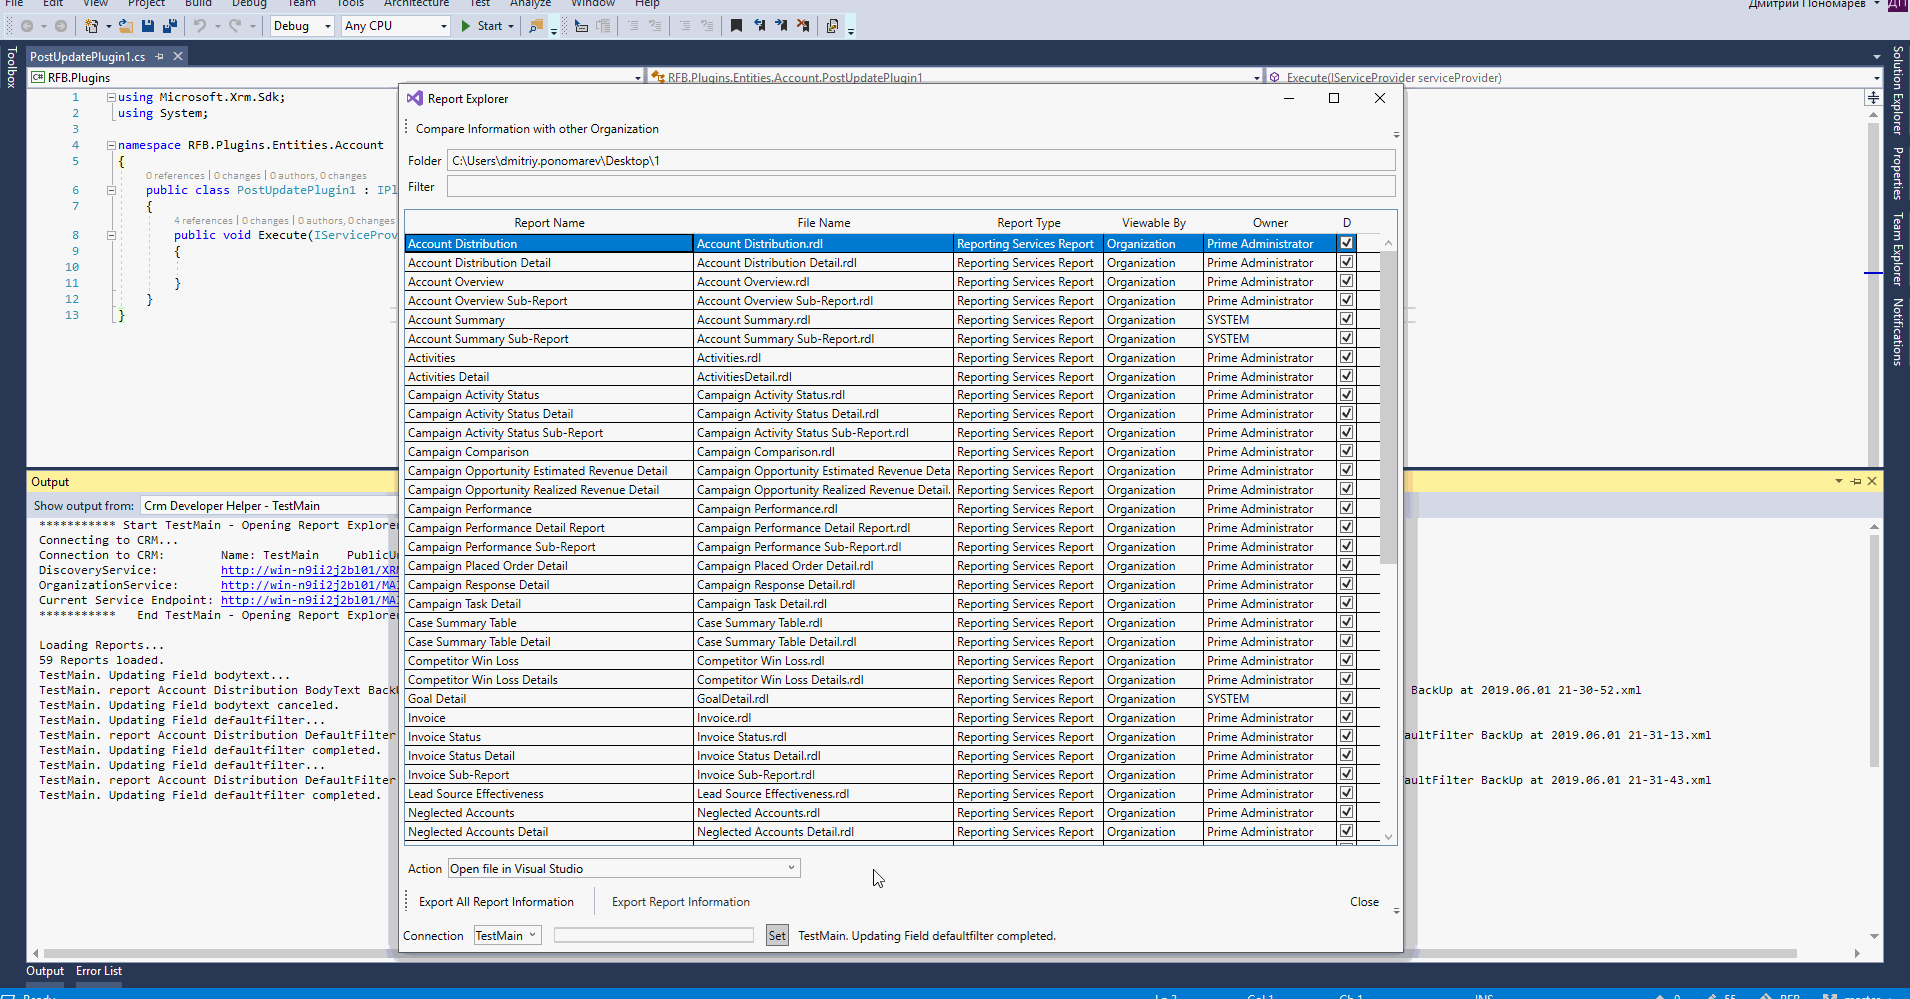 File Edit View Project Build Debug Team Tools Architecture Test Analyze Window Help Дмитрий Пономарев ДП
Debug Any CPU Start
Toolbox
PostUpdatePlugin1.cs
C# RFB.Plugins RFB.Plugins.Entities.Account.PostUpdatePlugin1 Execute(IServiceProvider serviceProvider)
1 using Microsoft.Xrm.Sdk;
2 using System;
3
4 namespace RFB.Plugins.Entities.Account
5 {
0 references | 0 changes | 0 authors, 0 changes
6 public class PostUpdatePlugin1 : IPl
7 {
4 references | 0 changes | 0 authors, 0 changes
8 public void Execute(IServiceProv
9 {
10
11 }
12 }
13 }
Solution Explorer
Properties
Team Explorer
Notifications
Report Explorer
Compare Information with other Organization
Folder C:\Users\dmitriy.ponomarev\Desktop\1
Filter
Report Name File Name Report Type Viewable By Owner D
Account Distribution Account Distribution.rdl Reporting Services Report Organization Prime Administrator
Account Distribution Detail Account Distribution Detail.rdl Reporting Services Report Organization Prime Administrator
Account Overview Account Overview.rdl Reporting Services Report Organization Prime Administrator
Account Overview Sub-Report Account Overview Sub-Report.rdl Reporting Services Report Organization Prime Administrator
Account Summary Account Summary.rdl Reporting Services Report Organization SYSTEM
Account Summary Sub-Report Account Summary Sub-Report.rdl Reporting Services Report Organization SYSTEM
Activities Activities.rdl Reporting Services Report Organization Prime Administrator
Activities Detail ActivitiesDetail.rdl Reporting Services Report Organization Prime Administrator
Campaign Activity Status Campaign Activity Status.rdl Reporting Services Report Organization Prime Administrator
Campaign Activity Status Detail Campaign Activity Status Detail.rdl Reporting Services Report Organization Prime Administrator
Campaign Activity Status Sub-Report Campaign Activity Status Sub-Report.rdl Reporting Services Report Organization Prime Administrator
Campaign Comparison Campaign Comparison.rdl Reporting Services Report Organization Prime Administrator
Campaign Opportunity Estimated Revenue Detail Campaign Opportunity Estimated Revenue Deta Reporting Services Report Organization Prime Administrator
Campaign Opportunity Realized Revenue Detail Campaign Opportunity Realized Revenue Detail. Reporting Services Report Organization Prime Administrator
Campaign Performance Campaign Performance.rdl Reporting Services Report Organization Prime Administrator
Campaign Performance Detail Report Campaign Performance Detail Report.rdl Reporting Services Report Organization Prime Administrator
Campaign Performance Sub-Report Campaign Performance Sub-Report.rdl Reporting Services Report Organization Prime Administrator
Campaign Placed Order Detail Campaign Placed Order Detail.rdl Reporting Services Report Organization Prime Administrator
Campaign Response Detail Campaign Response Detail.rdl Reporting Services Report Organization Prime Administrator
Campaign Task Detail Campaign Task Detail.rdl Reporting Services Report Organization Prime Administrator
Case Summary Table Case Summary Table.rdl Reporting Services Report Organization Prime Administrator
Case Summary Table Detail Case Summary Table Detail.rdl Reporting Services Report Organization Prime Administrator
Competitor Win Loss Competitor Win Loss.rdl Reporting Services Report Organization Prime Administrator
Competitor Win Loss Details Competitor Win Loss Details.rdl Reporting Services Report Organization Prime Administrator
Goal Detail GoalDetail.rdl Reporting Services Report Organization SYSTEM
Invoice Invoice.rdl Reporting Services Report Organization Prime Administrator
Invoice Status Invoice Status.rdl Reporting Services Report Organization Prime Administrator
Invoice Status Detail Invoice Status Detail.rdl Reporting Services Report Organization Prime Administrator
Invoice Sub-Report Invoice Sub-Report.rdl Reporting Services Report Organization Prime Administrator
Lead Source Effectiveness Lead Source Effectiveness.rdl Reporting Services Report Organization Prime Administrator
Neglected Accounts Neglected Accounts.rdl Reporting Services Report Organization Prime Administrator
Neglected Accounts Detail Neglected Accounts Detail.rdl Reporting Services Report Organization Prime Administrator
Action Open file in Visual Studio
Export All Report Information Export Report Information Close
Connection TestMain Set TestMain. Updating Field defaultfilter completed.
Output
Show output from: Crm Developer Helper - TestMain
*********** Start TestMain - Opening Report Explorer
Connecting to CRM...
Connection to CRM: Name: TestMain PublicUr
DiscoveryService: http://win-n9ii2j2bl01/XRM
OrganizationService: http://win-n9ii2j2bl01/MAI
Current Service Endpoint: http://win-n9ii2j2bl01/MAI
*********** End TestMain - Opening Report Explorer
Loading Reports...
59 Reports loaded.
TestMain. Updating Field bodytext...
TestMain. report Account Distribution BodyText BackU BackUp at 2019.06.01 21-30-52.xml
TestMain. Updating Field bodytext canceled.
TestMain. Updating Field defaultfilter...
TestMain. report Account Distribution DefaultFilter aultFilter BackUp at 2019.06.01 21-31-13.xml
TestMain. Updating Field defaultfilter completed.
TestMain. Updating Field defaultfilter...
TestMain. report Account Distribution DefaultFilter aultFilter BackUp at 2019.06.01 21-31-43.xml
TestMain. Updating Field defaultfilter completed.
Output Error List
Ready Ln 2 Col 1 Ch 1 INS 0 55 RFB master